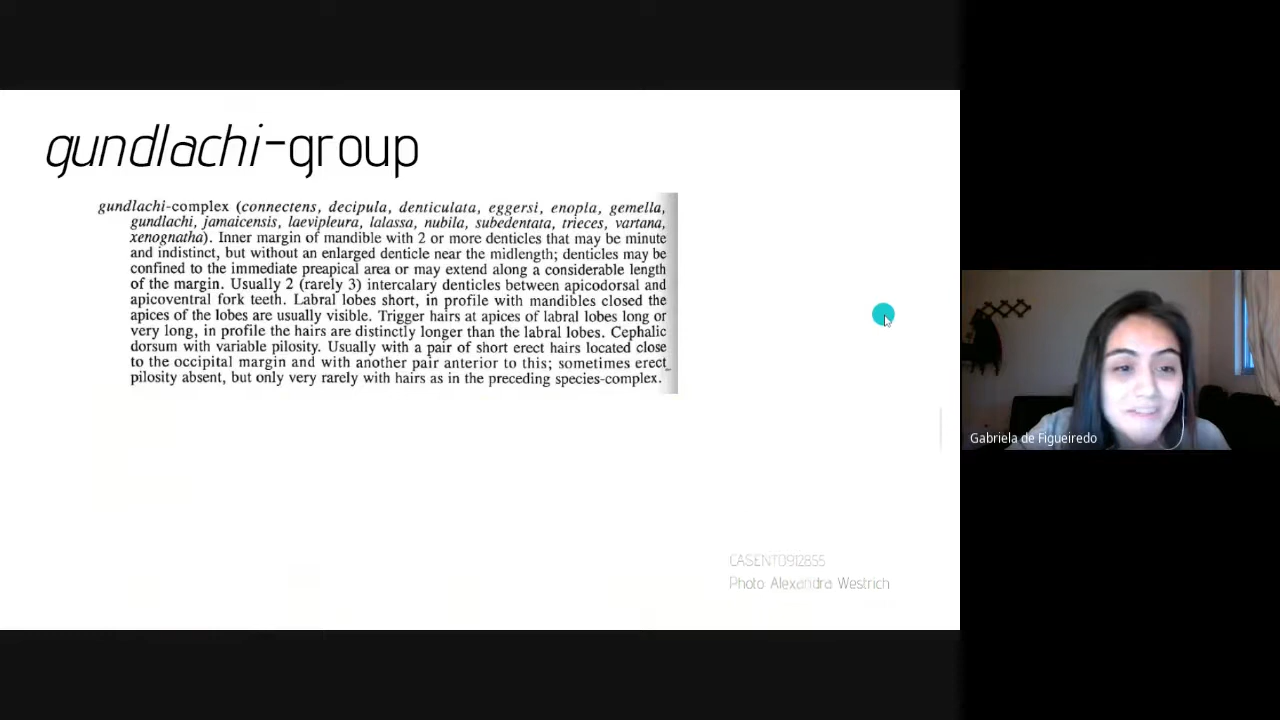 gundlachi-group
gundlachi-complex (connectens, decipula, denticulata, eggersi, enopla, gemella,
gundlachi, jamaicensis, laevipleura, lalassa, nubila, subedentata, trieces, vartana,
xenognatha). Inner margin of mandible with 2 or more denticles that may be minute
and indistinct, but without an enlarged denticle near the midlength; denticles may be
confined to the immediate preapical area or may extend along a considerable length
of the margin. Usually 2 (rarely 3) intercalary denticles between apicodorsal and
apicoventral fork teeth. Labral lobes short, in profile with mandibles closed the
apices of the lobes are usually visible. Trigger hairs at apices of labral lobes long or
very long, in profile the hairs are distinctly longer than the labral lobes. Cephalic
dorsum with variable pilosity. Usually with a pair of short erect hairs located close
to the occipital margin and with another pair anterior to this; sometimes erect
pilosity absent, but only very rarely with hairs as in the preceding species-complex.
Gabriela de Figueiredo
CASENT0912855
Photo: Alexandra Westrich